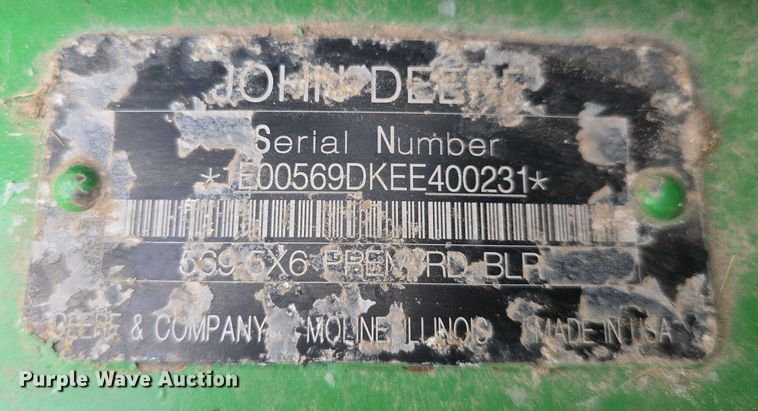 JOHN DEERE
Serial Number
*1E00569DKEE400231*
569 5X6 PREM RD BLR
DEERE & COMPANY MOLINE ILLINOIS MADE IN USA
Purple Wave Auction